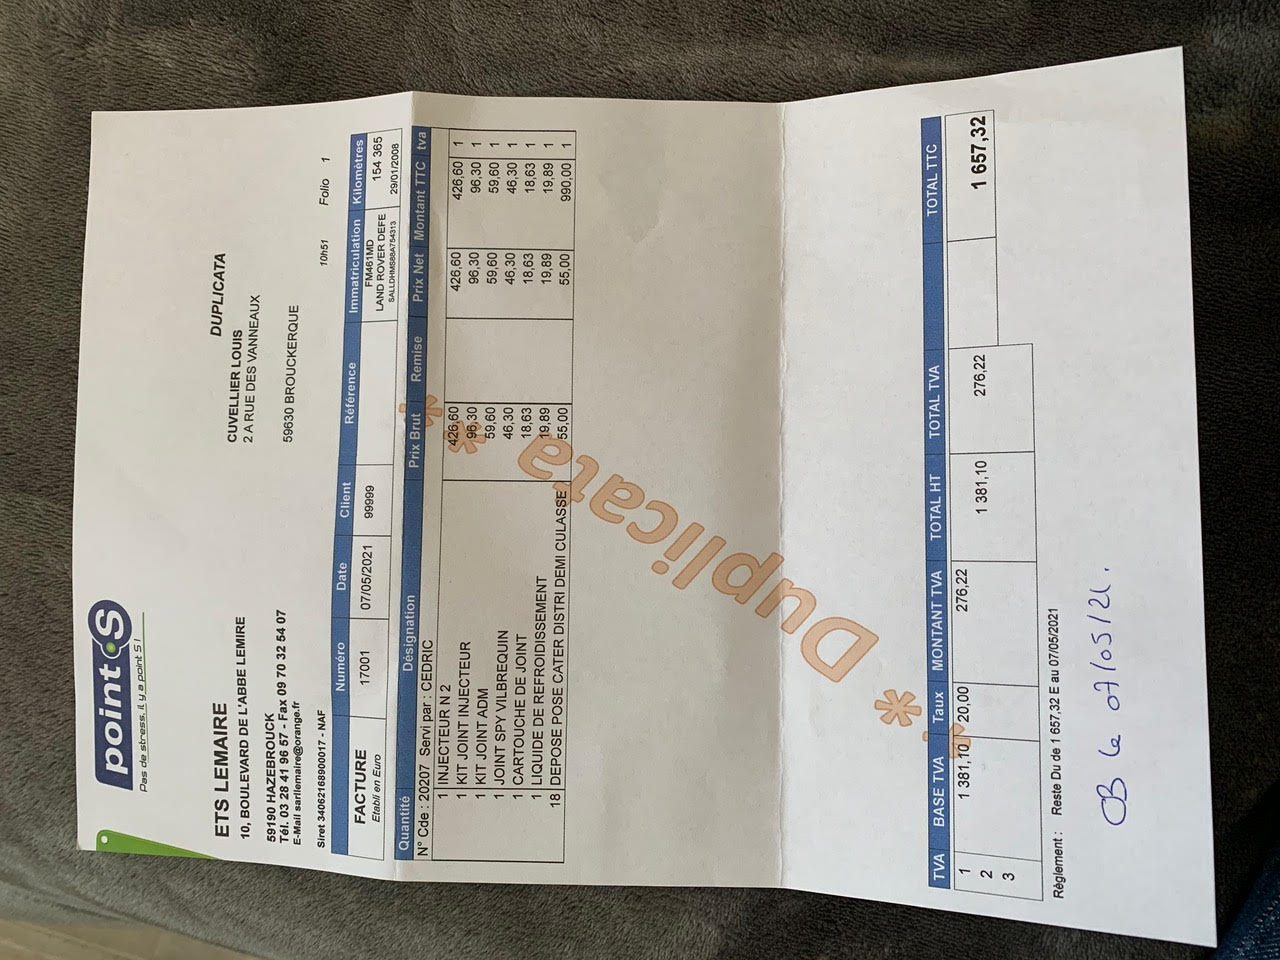 point S
Pas de stress, il y a point S !
ETS LEMAIRE
10, BOULEVARD DE L'ABBE LEMIRE
59190 HAZEBROUCK
Tél. 03 28 41 96 57 - Fax 09 70 32 54 07
E-Mail sarllemaire@orange.fr
Siret 34062168900017 - NAF
DUPLICATA
CUVELLIER LOUIS
2 A RUE DES VANNEAUX
59630 BROUCKERQUE
10h51 Folio 1
Numéro Date Client Référence Immatriculation Kilomètres
FACTURE 17001 07/05/2021 99999 FM461MD 154 365
Etabli en Euro LAND ROVER DEFE
SALLDHMS88A754313 29/01/2008
Quantité Désignation Prix Brut Remise Prix Net Montant TTC tva
N° Cde : 20207 Servi par : CEDRIC
1 INJECTEUR N 2 426,60 426,60 426,60 1
1 KIT JOINT INJECTEUR 96,30 96,30 96,30 1
1 KIT JOINT ADM 59,60 59,60 59,60 1
1 JOINT SPY VILBREQUIN 46,30 46,30 46,30 1
1 CARTOUCHE DE JOINT 18,63 18,63 18,63 1
1 LIQUIDE DE REFROIDISSEMENT 19,89 19,89 19,89 1
18 DEPOSE POSE CATER DISTRI DEMI CULASSE 55,00 55,00 990,00 1
** Duplicata **
TVA BASE TVA Taux MONTANT TVA TOTAL HT TOTAL TVA TOTAL TTC
1 1 381,10 20,00 276,22
2 1 381,10 276,22 1 657,32
3
Règlement : Reste Du de 1 657,32 E au 07/05/2021
CB le 07/05/21.